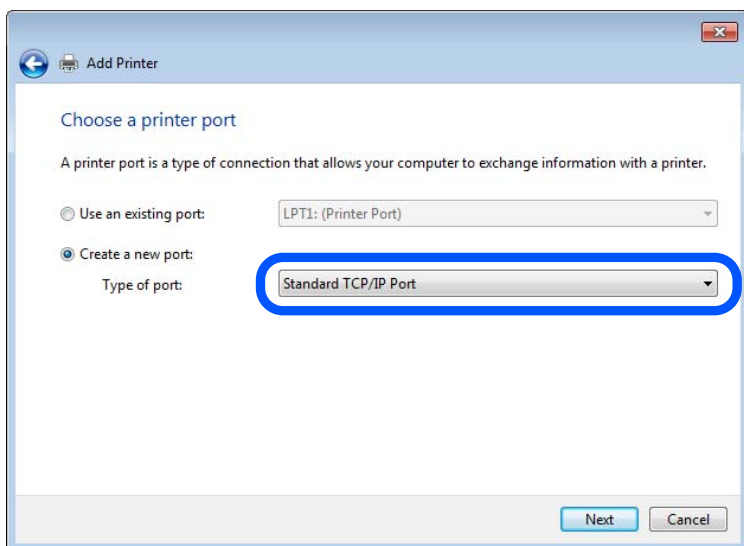 Add Printer
Choose a printer port
A printer port is a type of connection that allows your computer to exchange information with a printer.
Use an existing port: LPT1: (Printer Port)
Create a new port:
Type of port: Standard TCP/IP Port
Next Cancel